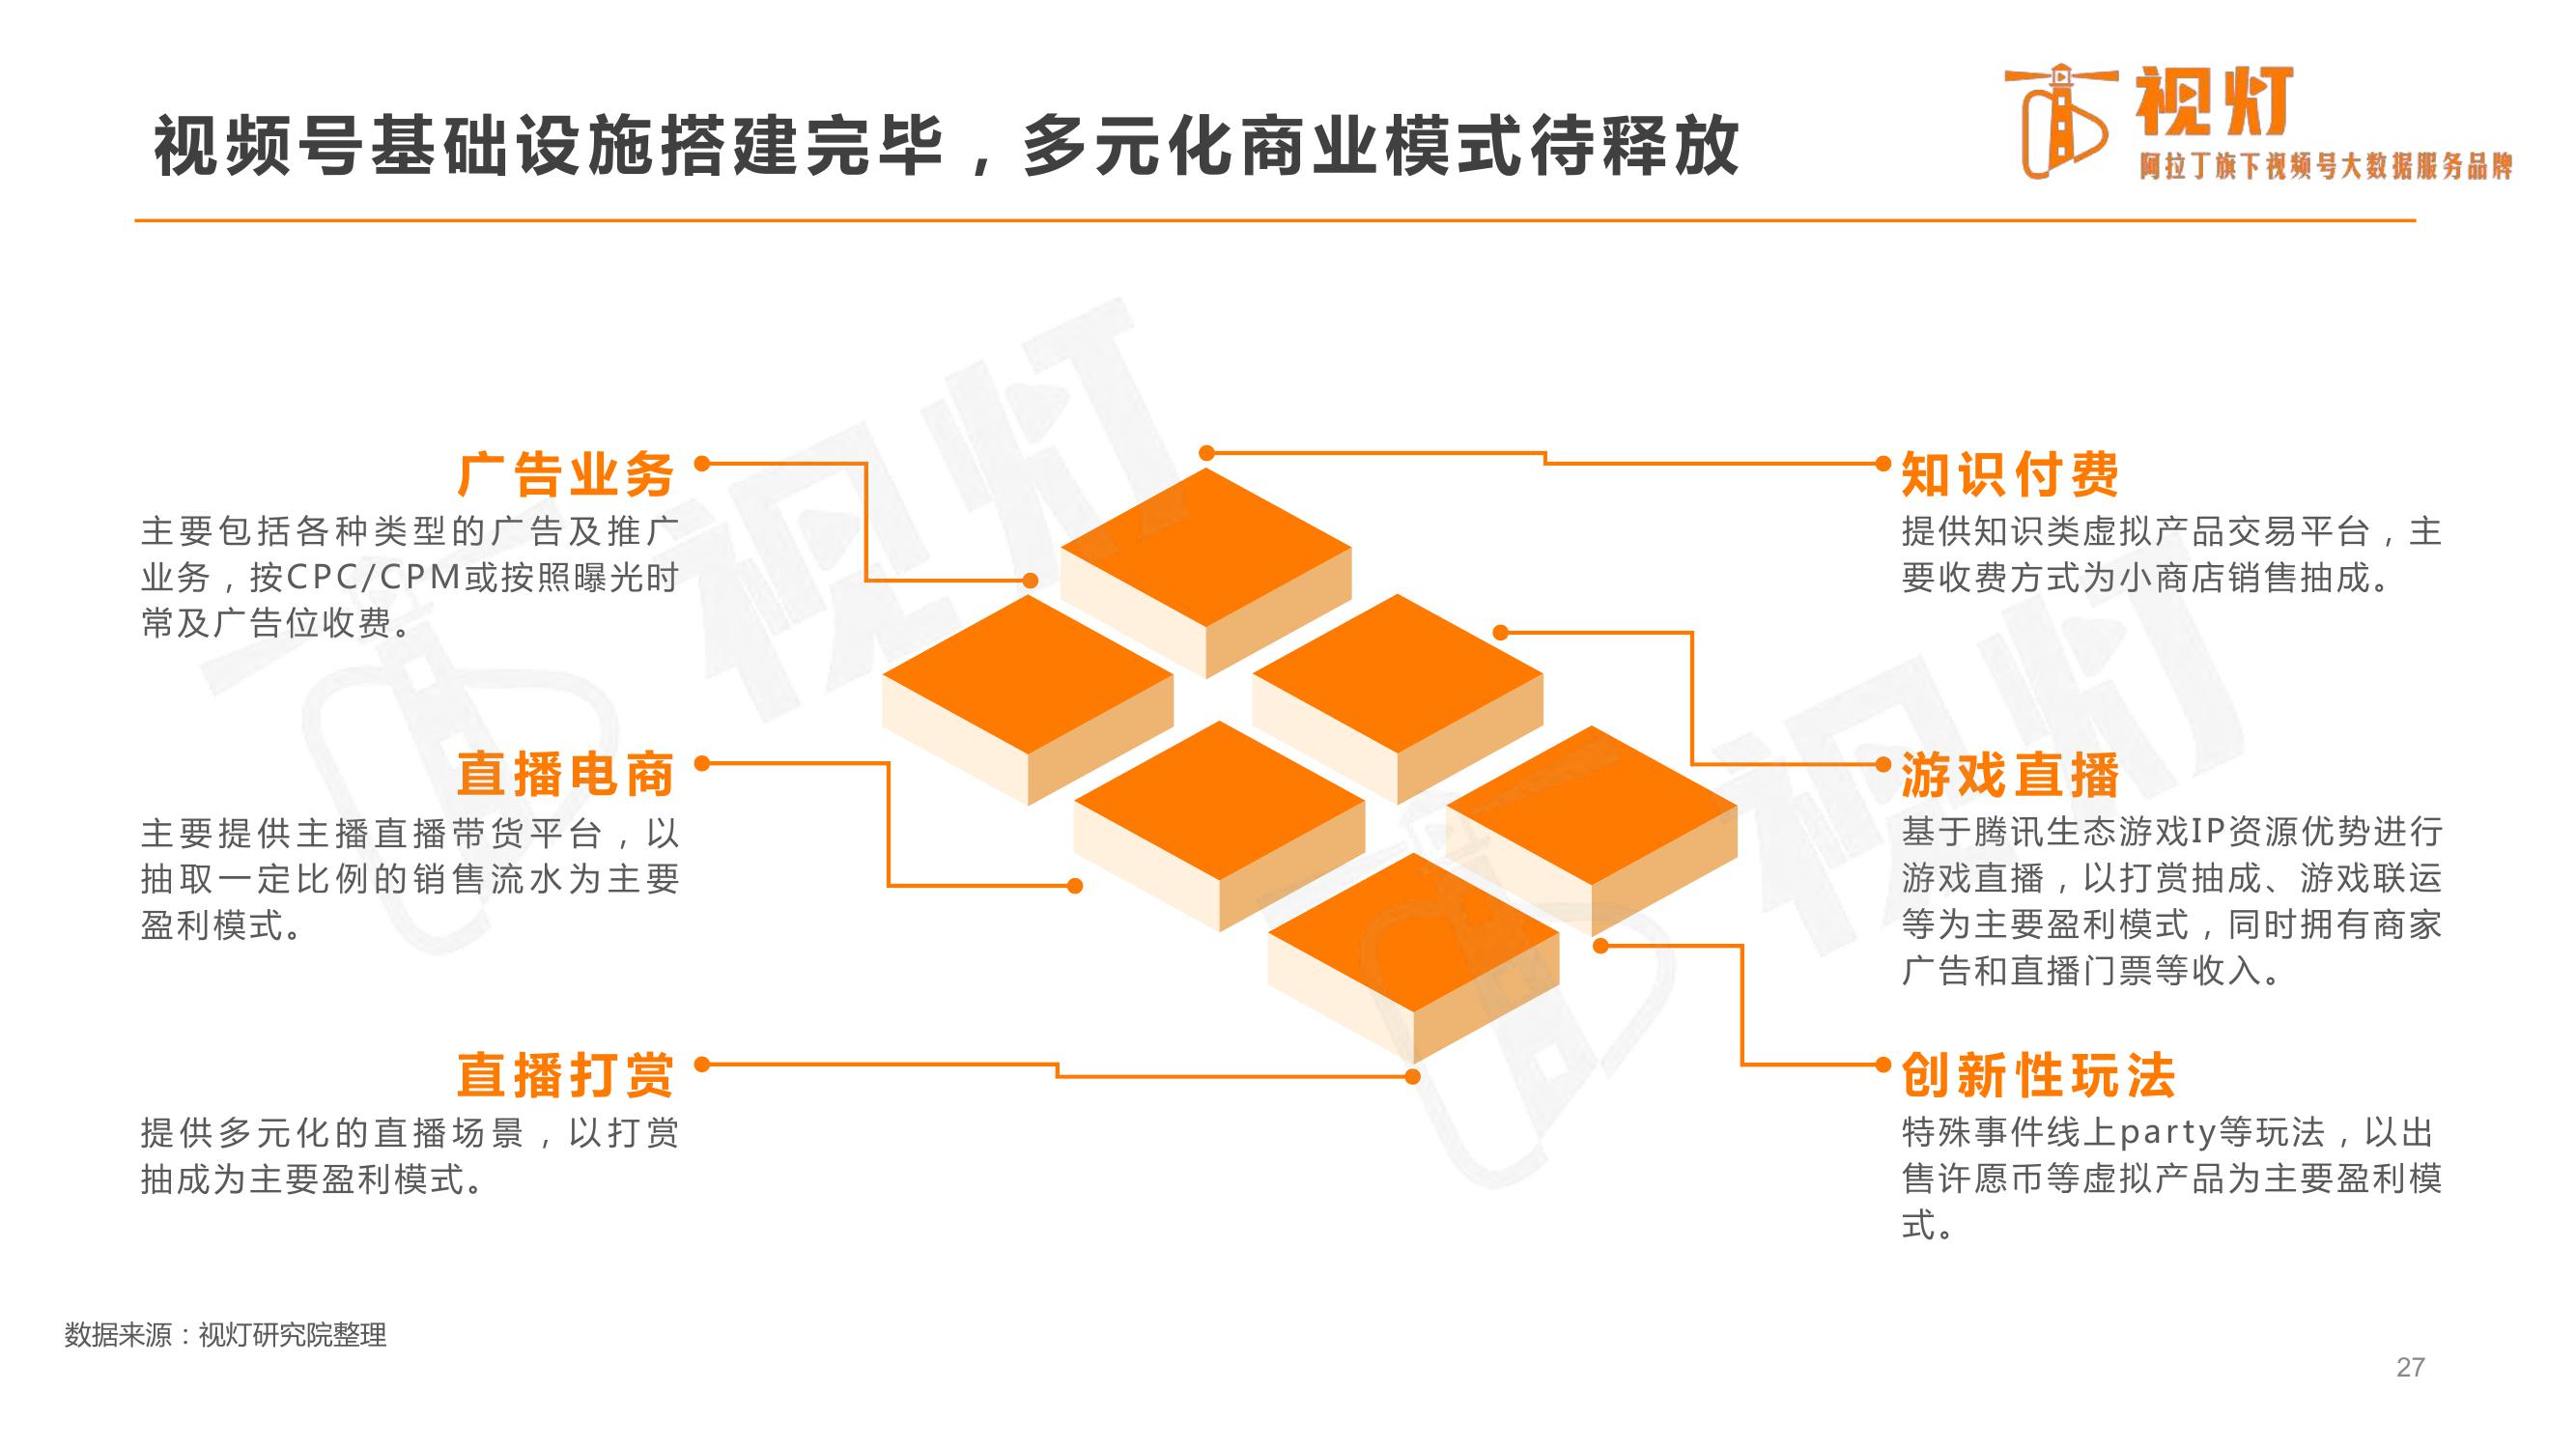 视频号基础设施搭建完毕，多元化商业模式待释放
视灯
阿拉丁旗下视频号大数据服务品牌
广告业务
主要包括各种类型的广告及推广
业务，按CPC/CPM或按照曝光时
常及广告位收费。
直播电商
主要提供主播直播带货平台，以
抽取一定比例的销售流水为主要
盈利模式。
直播打赏
提供多元化的直播场景，以打赏
抽成为主要盈利模式。
知识付费
提供知识类虚拟产品交易平台，主
要收费方式为小商店销售抽成。
游戏直播
基于腾讯生态游戏IP资源优势进行
游戏直播，以打赏抽成、游戏联运
等为主要盈利模式，同时拥有商家
广告和直播门票等收入。
创新性玩法
特殊事件线上party等玩法，以出
售许愿币等虚拟产品为主要盈利模
式。
视灯
视灯
数据来源：视灯研究院整理
27